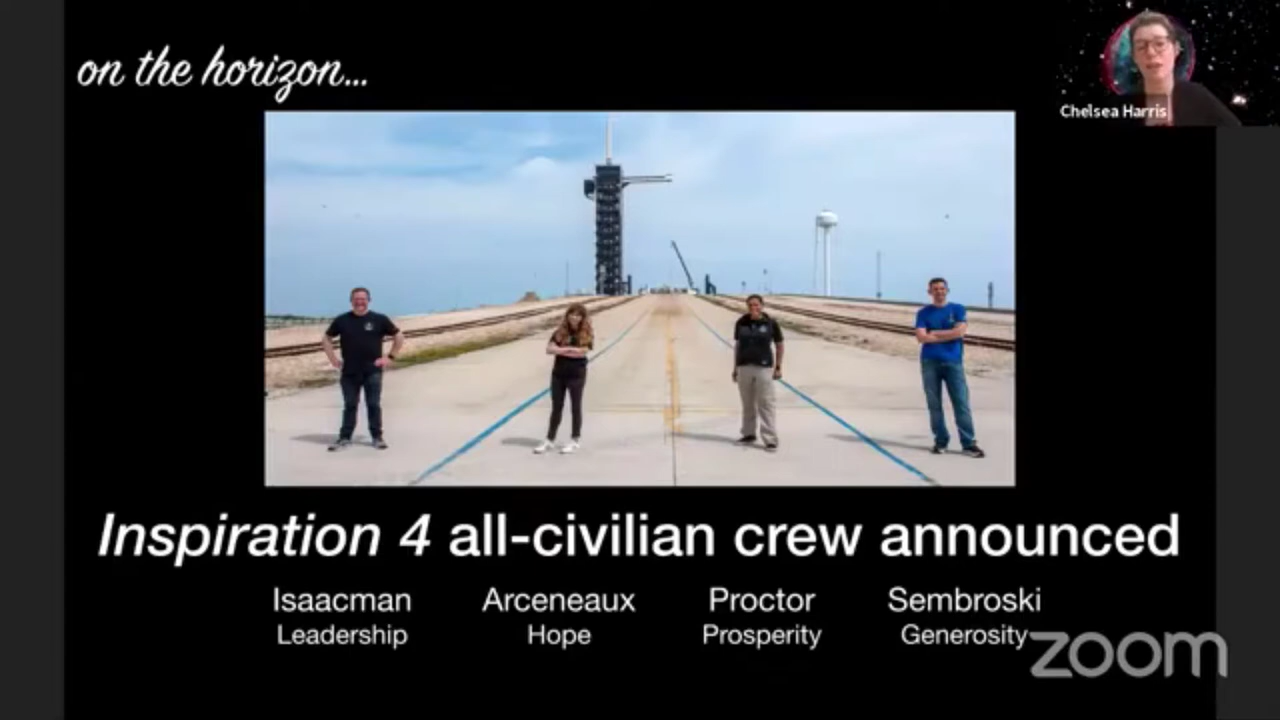 on the horizon...
Chelsea Harris
Inspiration 4 all-civilian crew announced
Isaacman Arceneaux Proctor Sembroski
Leadership Hope Prosperity Generosity
zoom